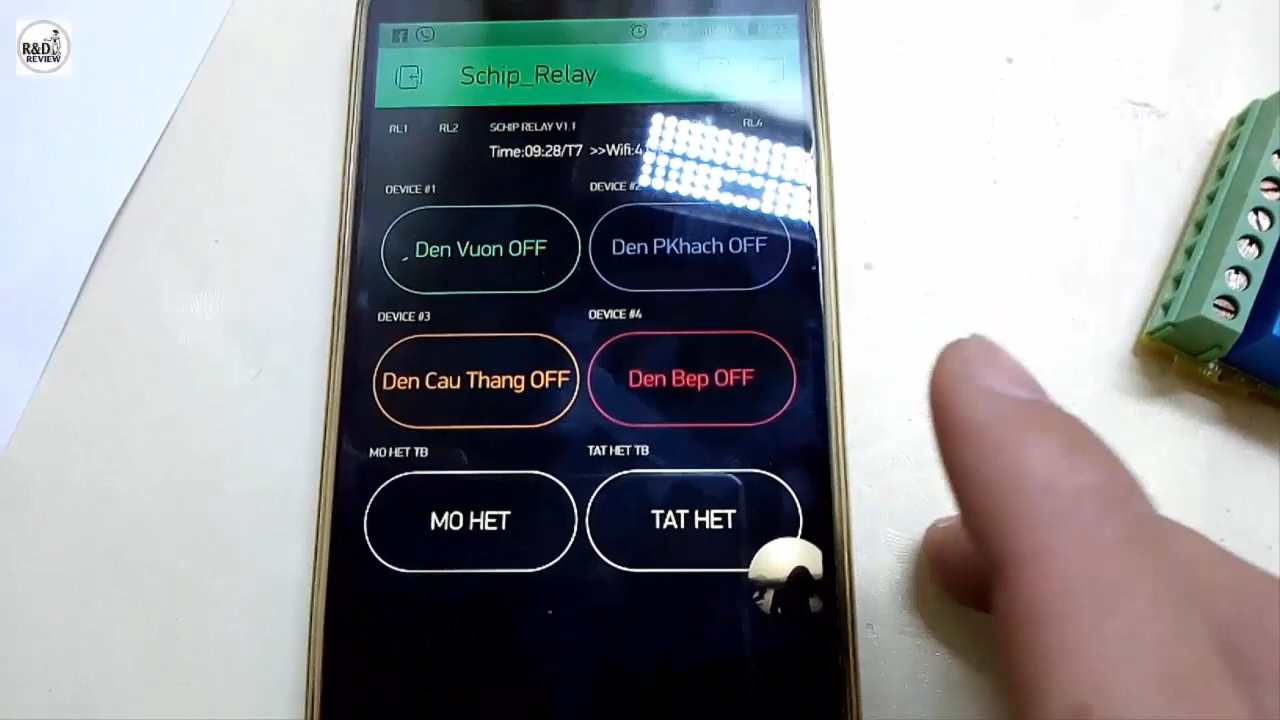 R&D
REVIEW
Schip_Relay
RL1 RL2 SCHIP RELAY V1.1 RL4
Time:09:28/T7 >>Wifi:4
DEVICE #1 DEVICE #2
Den Vuon OFF Den PKhach OFF
DEVICE #3 DEVICE #4
Den Cau Thang OFF Den Bep OFF
MO HET TB TAT HET TB
MO HET TAT HET